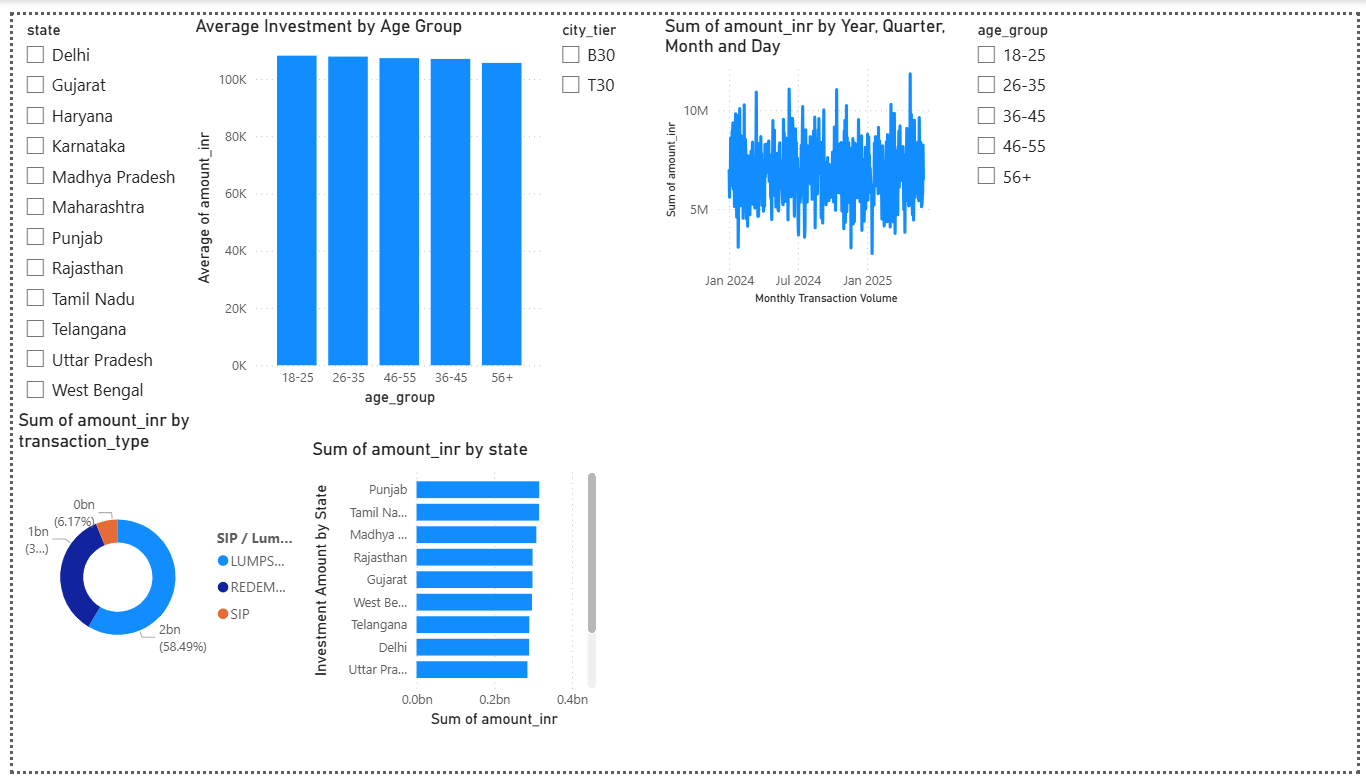 state
Delhi
Gujarat
Haryana
Karnataka
Madhya Pradesh
Maharashtra
Punjab
Rajasthan
Tamil Nadu
Telangana
Uttar Pradesh
West Bengal
Average Investment by Age Group
Average of amount_inr
100K
80K
60K
40K
20K
0K
18-25
26-35
46-55
36-45
56+
age_group
city_tier
B30
T30
Sum of amount_inr by Year, Quarter,
Month and Day
Sum of amount_inr
10M
5M
Jan 2024
Jul 2024
Jan 2025
Monthly Transaction Volume
age_group
18-25
26-35
36-45
46-55
56+
Sum of amount_inr by
transaction_type
0bn
(6.17%)
1bn
(3...)
2bn
(58.49%)
SIP / Lum...
LUMPS...
REDEM...
SIP
Sum of amount_inr by state
Investment Amount by State
Punjab
Tamil Na...
Madhya ...
Rajasthan
Gujarat
West Be...
Telangana
Delhi
Uttar Pra...
0.0bn
0.2bn
0.4bn
Sum of amount_inr